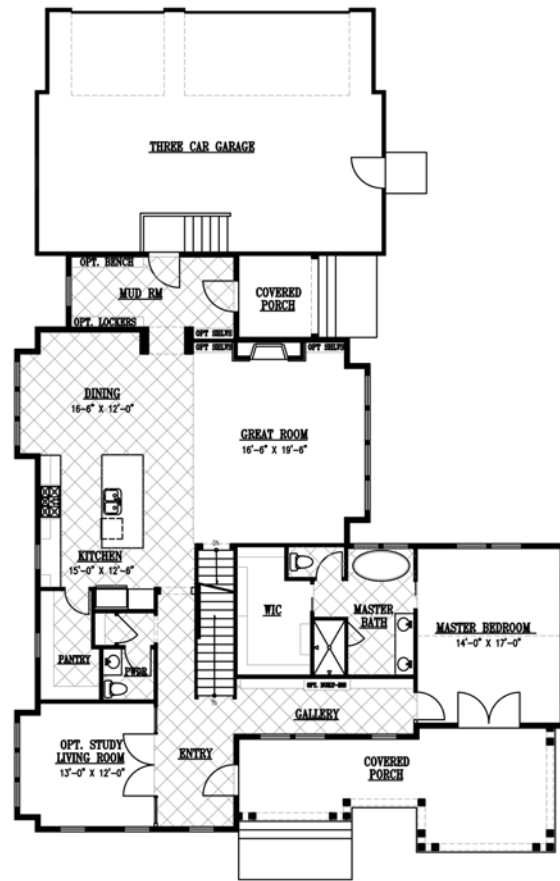 THREE CAR GARAGE
OPT. BENCH
MUD RM
OPT. LOCKERS
OPT SHLVS
COVERED
PORCH
OPT SHLVS
OPT SHLVS
DINING
16'-6" X 12'-0"
GREAT ROOM
16'-6" X 19'-6"
KITCHEN
15'-0" X 12'-6"
DN
WIC
MASTER
BATH
MASTER BEDROOM
14'-0" X 17'-0"
PANTRY
PWDR
OPT. BUILT-INS
GALLERY
OPT. STUDY
LIVING ROOM
13'-0" X 12'-0"
ENTRY
COVERED
PORCH